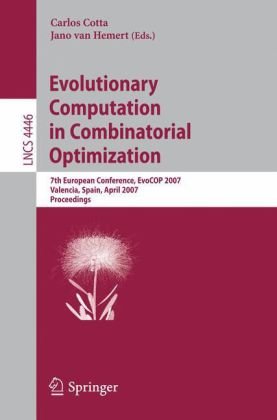 Carlos Cotta
Jano van Hemert (Eds.)
LNCS 4446
Evolutionary
Computation
in Combinatorial
Optimization
7th European Conference, EvoCOP 2007
Valencia, Spain, April 2007
Proceedings
Springer